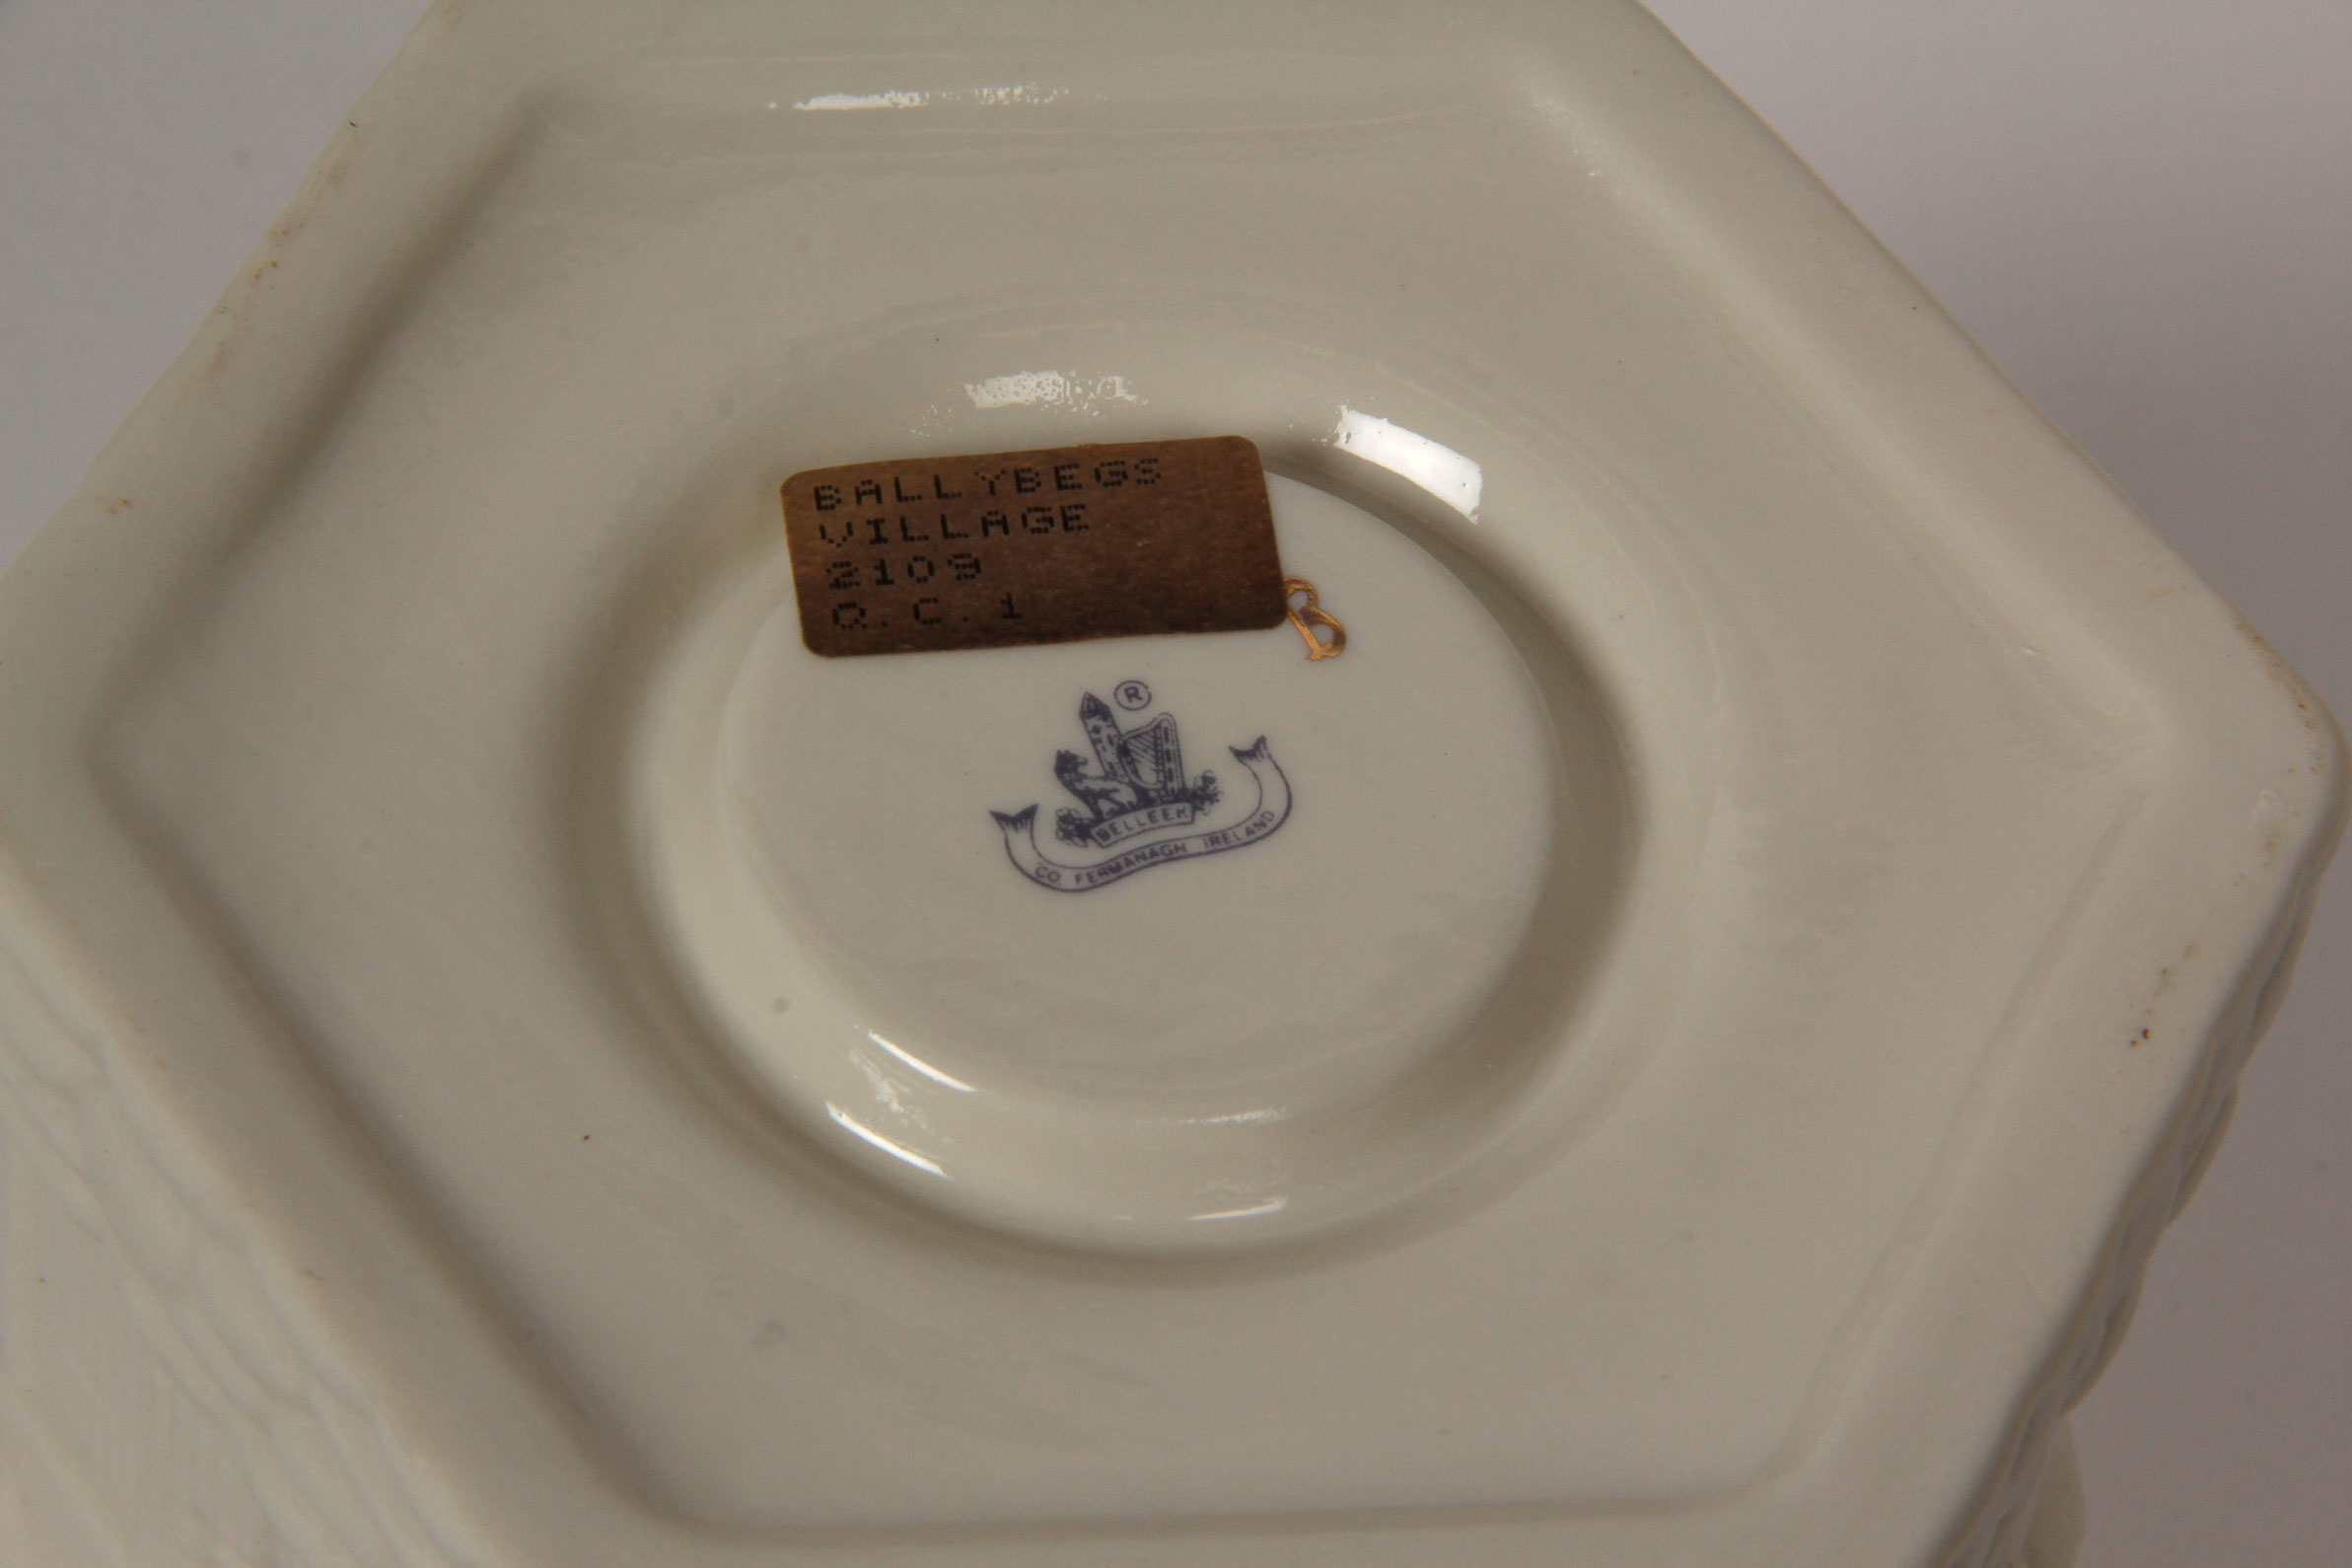 BALLYBEGS
VILLAGE
2109
Q.C.1
B
®
BELLEEK
CO. FERMANAGH IRELAND